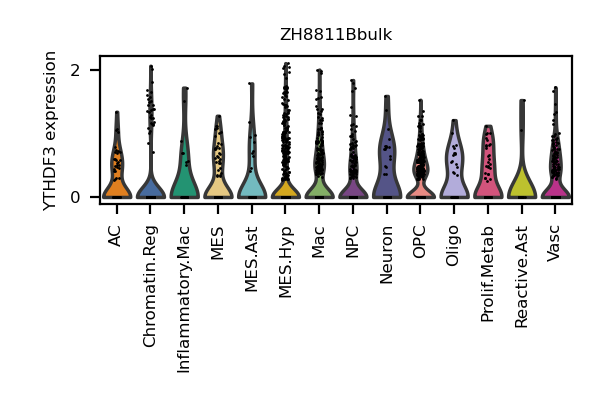 ZH8811Bbulk
YTHDF3 expression
2
0
AC
Chromatin.Reg
Inflammatory.Mac
MES
MES.Ast
MES.Hyp
Mac
NPC
Neuron
OPC
Oligo
Prolif.Metab
Reactive.Ast
Vasc